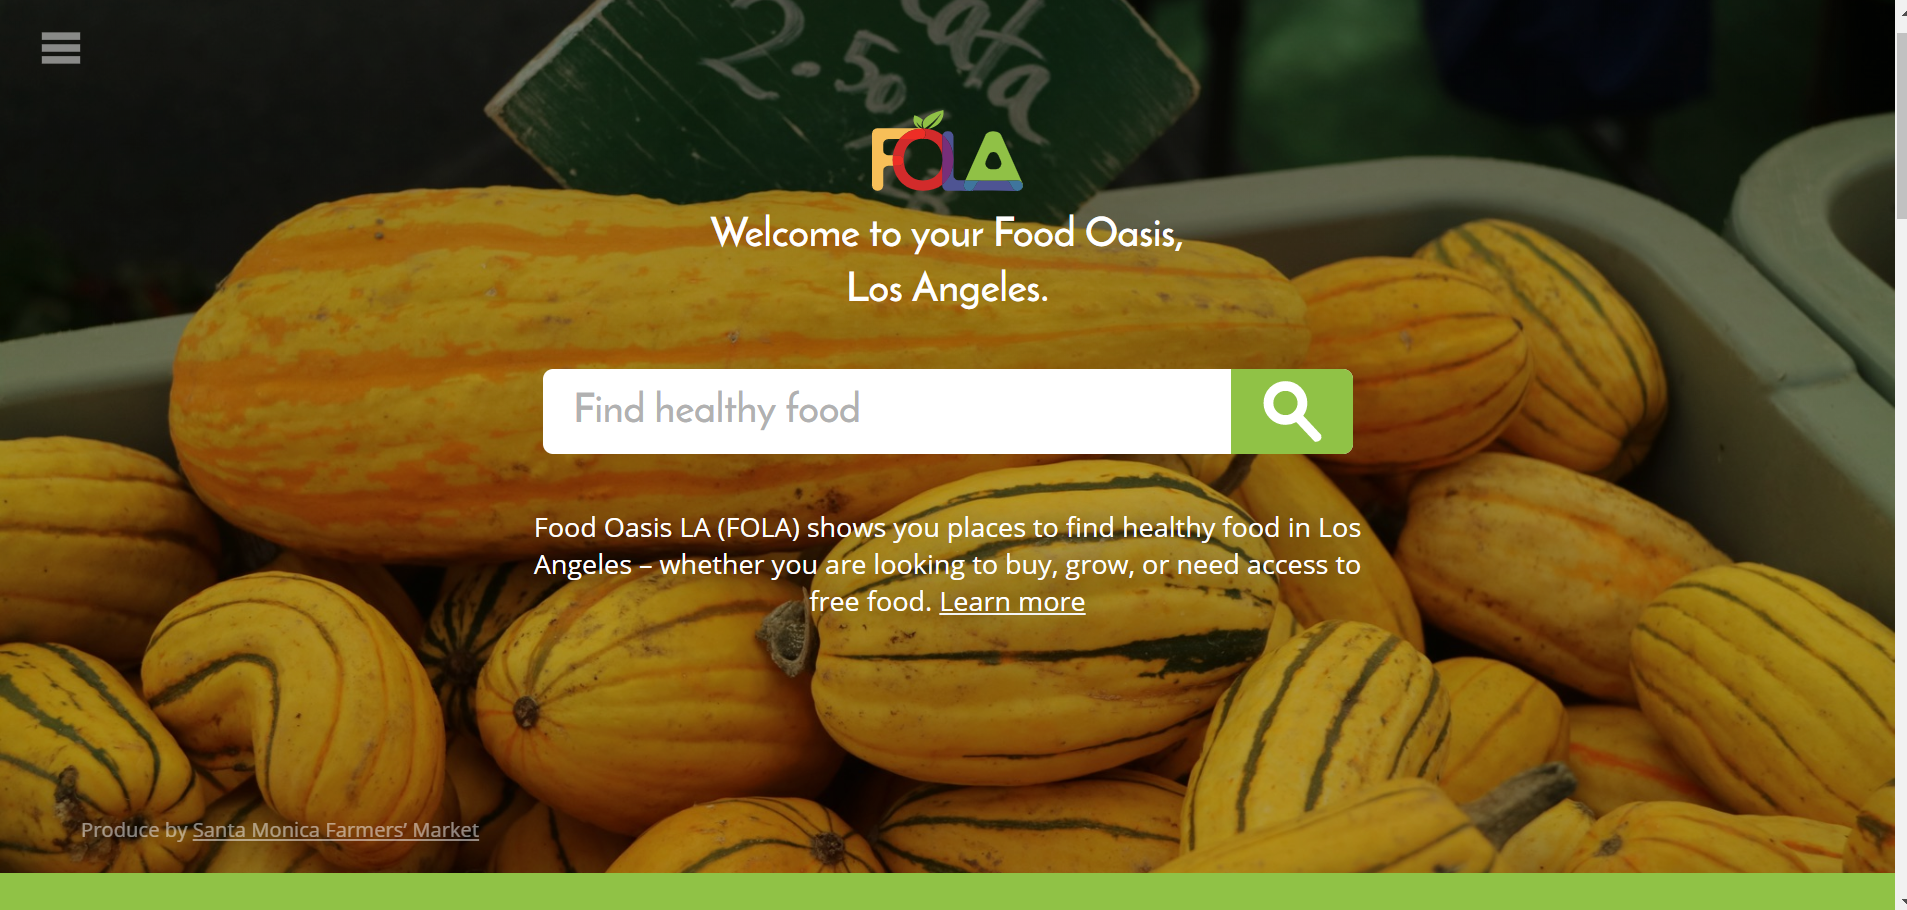 2.50
FOLA
Welcome to your Food Oasis,
Los Angeles.
Find healthy food
Food Oasis LA (FOLA) shows you places to find healthy food in Los
Angeles – whether you are looking to buy, grow, or need access to
free food. Learn more
Produce by Santa Monica Farmers’ Market